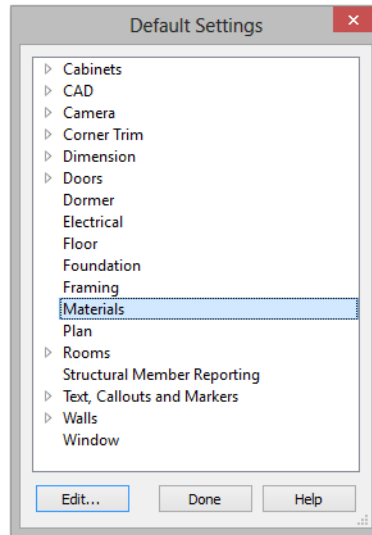 Default Settings
Cabinets
CAD
Camera
Corner Trim
Dimension
Doors
Dormer
Electrical
Floor
Foundation
Framing
Materials
Plan
Rooms
Structural Member Reporting
Text, Callouts and Markers
Walls
Window
Edit... Done Help